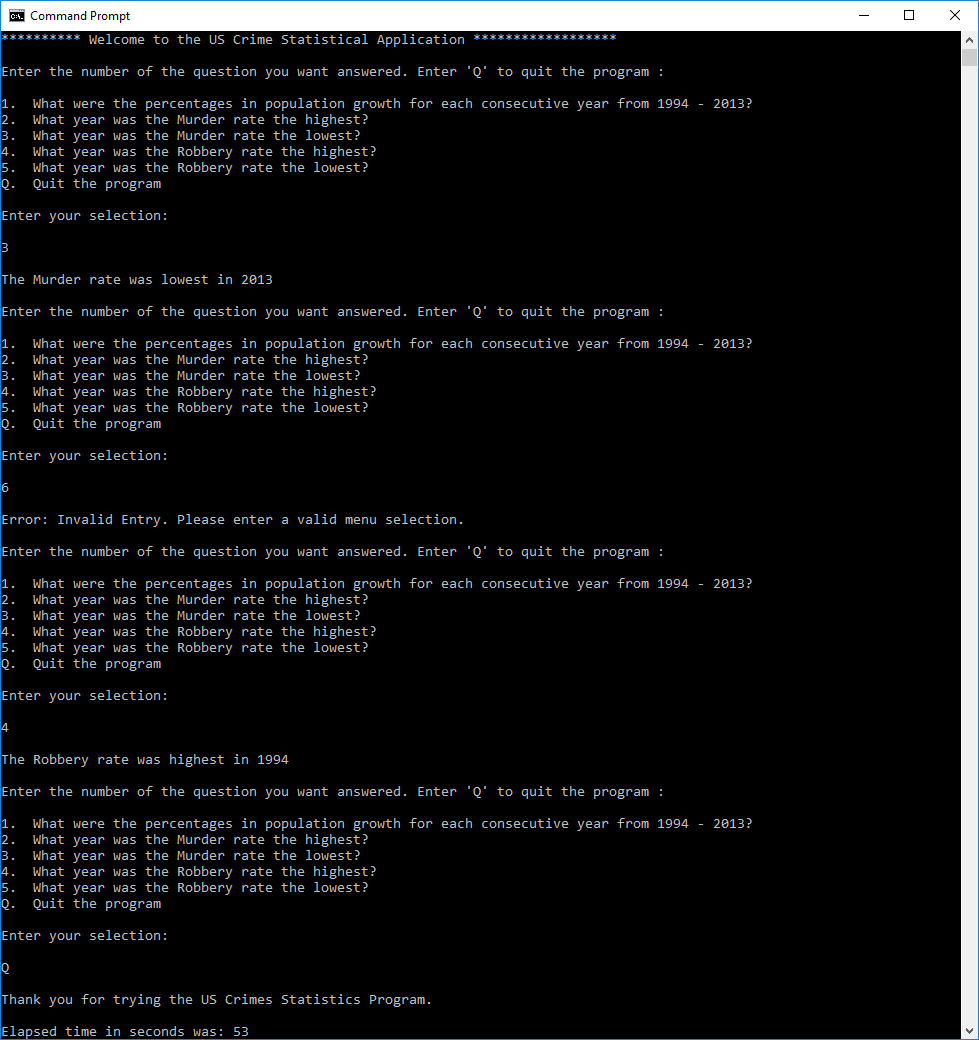 Command Prompt
********** Welcome to the US Crime Statistical Application ******************
Enter the number of the question you want answered. Enter 'Q' to quit the program :
1.  What were the percentages in population growth for each consecutive year from 1994 - 2013?
2.  What year was the Murder rate the highest?
3.  What year was the Murder rate the lowest?
4.  What year was the Robbery rate the highest?
5.  What year was the Robbery rate the lowest?
Q.  Quit the program
Enter your selection:
3
The Murder rate was lowest in 2013
Enter the number of the question you want answered. Enter 'Q' to quit the program :
1.  What were the percentages in population growth for each consecutive year from 1994 - 2013?
2.  What year was the Murder rate the highest?
3.  What year was the Murder rate the lowest?
4.  What year was the Robbery rate the highest?
5.  What year was the Robbery rate the lowest?
Q.  Quit the program
Enter your selection:
6
Error: Invalid Entry. Please enter a valid menu selection.
Enter the number of the question you want answered. Enter 'Q' to quit the program :
1.  What were the percentages in population growth for each consecutive year from 1994 - 2013?
2.  What year was the Murder rate the highest?
3.  What year was the Murder rate the lowest?
4.  What year was the Robbery rate the highest?
5.  What year was the Robbery rate the lowest?
Q.  Quit the program
Enter your selection:
4
The Robbery rate was highest in 1994
Enter the number of the question you want answered. Enter 'Q' to quit the program :
1.  What were the percentages in population growth for each consecutive year from 1994 - 2013?
2.  What year was the Murder rate the highest?
3.  What year was the Murder rate the lowest?
4.  What year was the Robbery rate the highest?
5.  What year was the Robbery rate the lowest?
Q.  Quit the program
Enter your selection:
Q
Thank you for trying the US Crimes Statistics Program.
Elapsed time in seconds was: 53